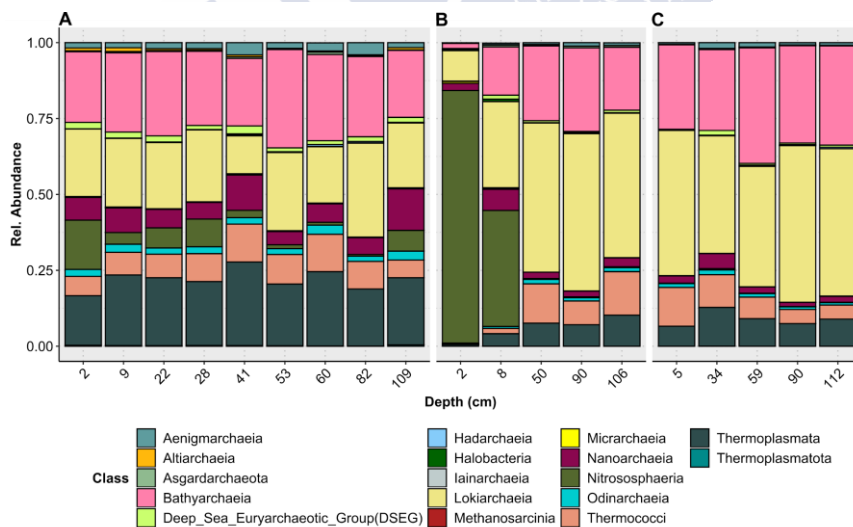 A
B
C
Rel. Abundance
1.00
0.75
0.50
0.25
0.00
2 9 22 28 41 53 60 82 109
2 8 50 90 106
5 34 59 90 112
Depth (cm)
Class
Aenigmarchaeia
Altiarchaeia
Asgardarchaeota
Bathyarchaeia
Deep_Sea_Euryarchaeotic_Group(DSEG)
Hadarchaeia
Halobacteria
Iainarchaeia
Lokiarchaeia
Methanosarcinia
Micrarchaeia
Nanoarchaeia
Nitrososphaeria
Odinarchaeia
Thermococci
Thermoplasmata
Thermoplasmatota